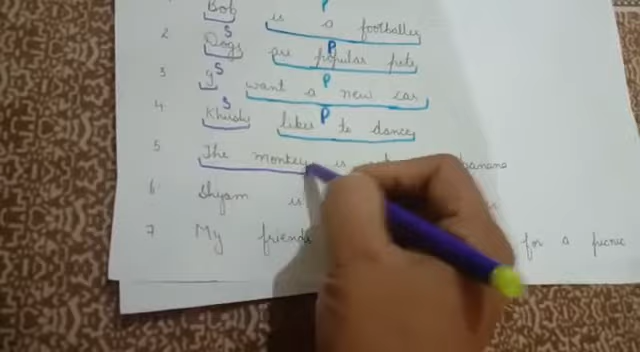 P
Bob is a footballer
S P
2 Dogs are popular pets
S P
3 I want a new car
S P
4 Khushi likes to dance
5 The monkey is banana
6 Shyam is
7 My friends for a picnic